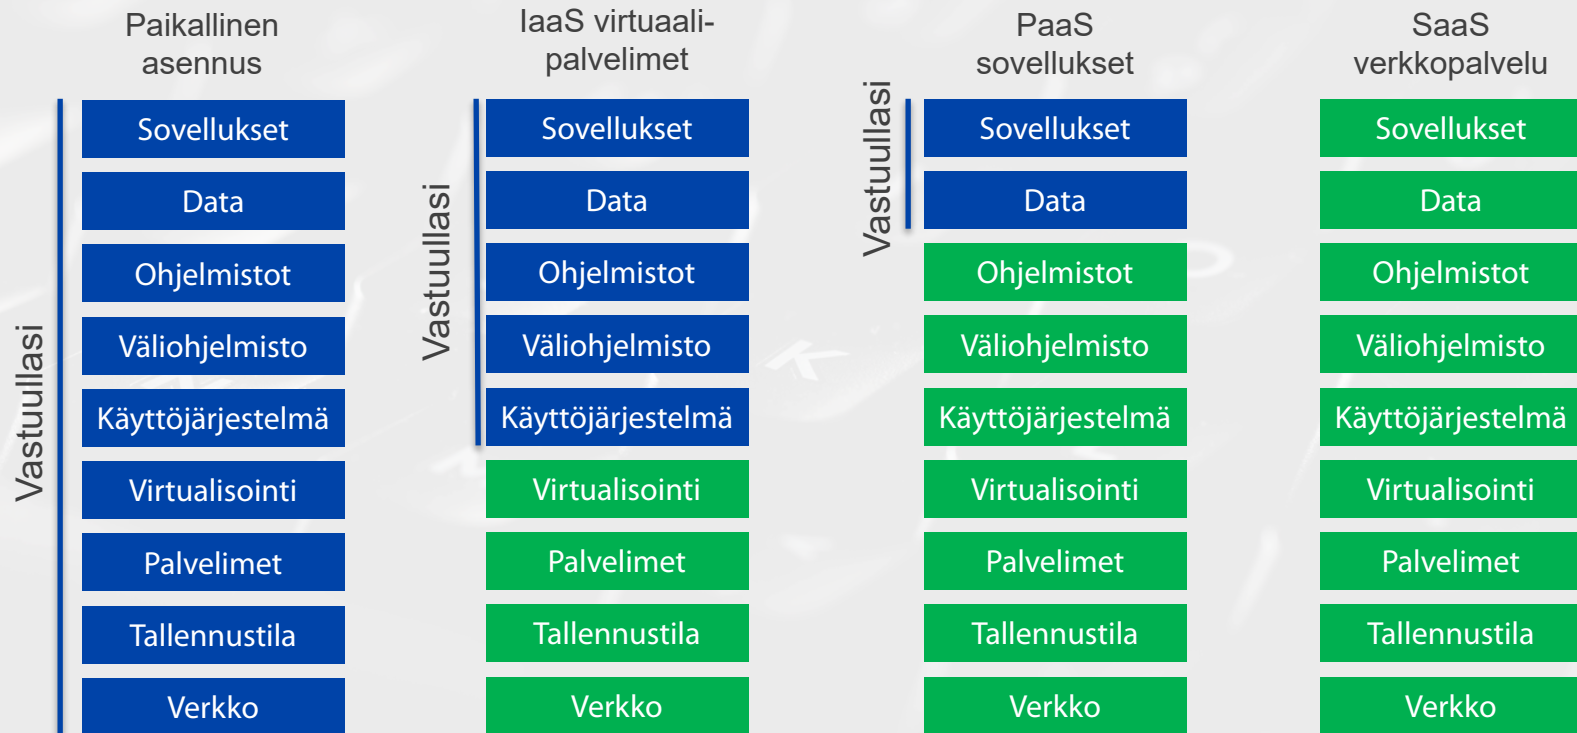 Paikallinen
asennus
Vastuullasi
Sovellukset
Data
Ohjelmistot
Väliohjelmisto
Käyttöjärjestelmä
Virtualisointi
Palvelimet
Tallennustila
Verkko
IaaS virtuaali-
palvelimet
Vastuullasi
Sovellukset
Data
Ohjelmistot
Väliohjelmisto
Käyttöjärjestelmä
Virtualisointi
Palvelimet
Tallennustila
Verkko
PaaS
sovellukset
Vastuullasi
Sovellukset
Data
Ohjelmistot
Väliohjelmisto
Käyttöjärjestelmä
Virtualisointi
Palvelimet
Tallennustila
Verkko
SaaS
verkkopalvelu
Sovellukset
Data
Ohjelmistot
Väliohjelmisto
Käyttöjärjestelmä
Virtualisointi
Palvelimet
Tallennustila
Verkko